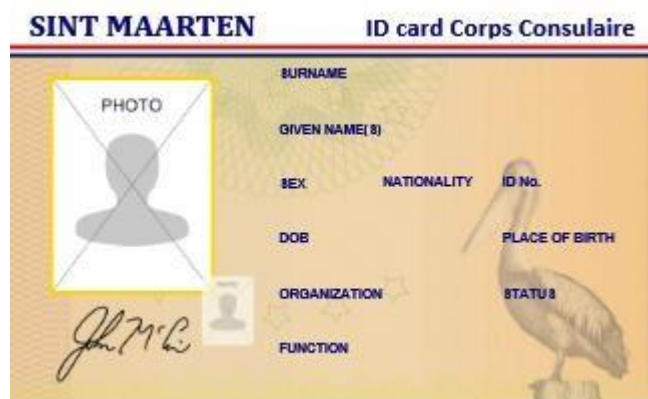 SINT MAARTEN ID card Corps Consulaire
PHOTO
SURNAME
GIVEN NAME(S)
SEX NATIONALITY ID No.
DOB PLACE OF BIRTH
ORGANIZATION STATUS
FUNCTION